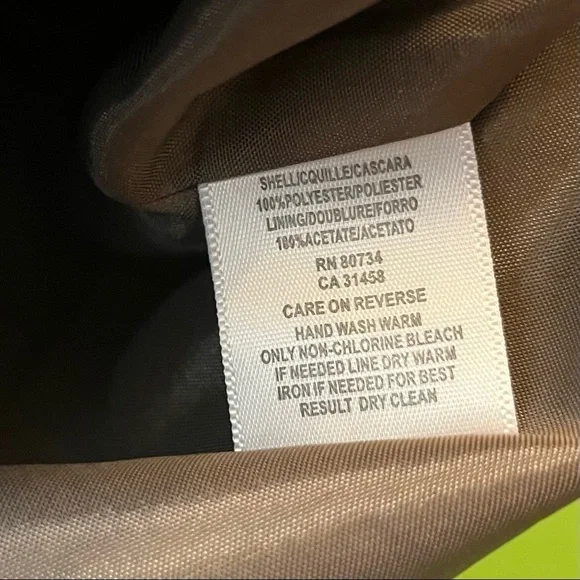 SHELL/CQUILLE/CASCARA
100%POLYESTER/POLIESTER
LINING/DOUBLURE/FORRO
100%ACETATE/ACETATO
RN 80734
CA 31458
CARE ON REVERSE
HAND WASH WARM
ONLY NON-CHLORINE BLEACH
IF NEEDED LINE DRY WARM
IRON IF NEEDED FOR BEST
RESULT DRY CLEAN